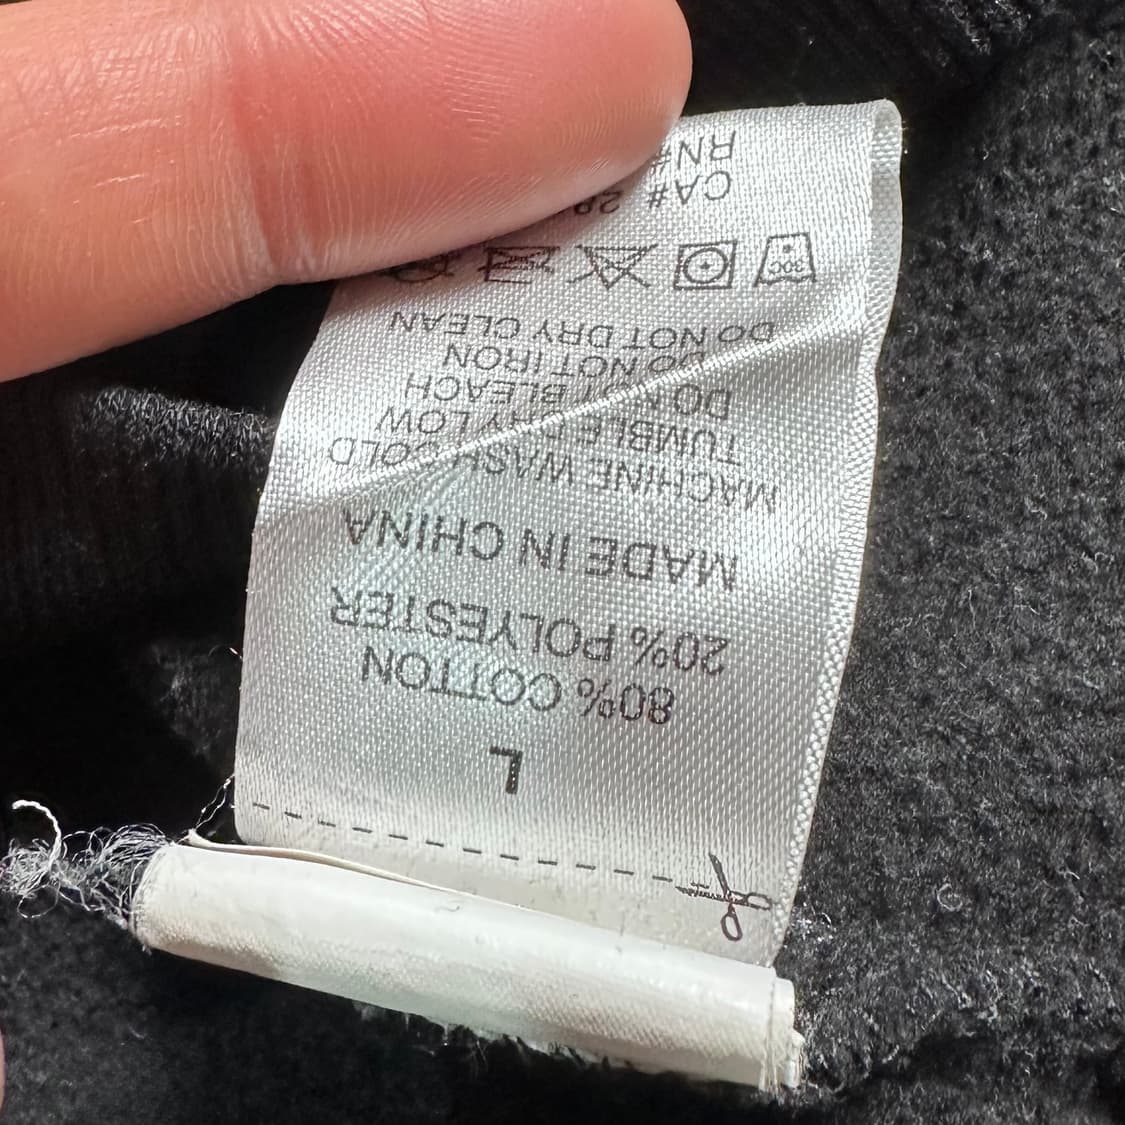 L
80% COTTON
20% POLYESTER
MADE IN CHINA
MACHINE WASH COLD
TUMBLE DRY LOW
DO NOT BLEACH
DO NOT IRON
DO NOT DRY CLEAN
30C
CA#
RN#